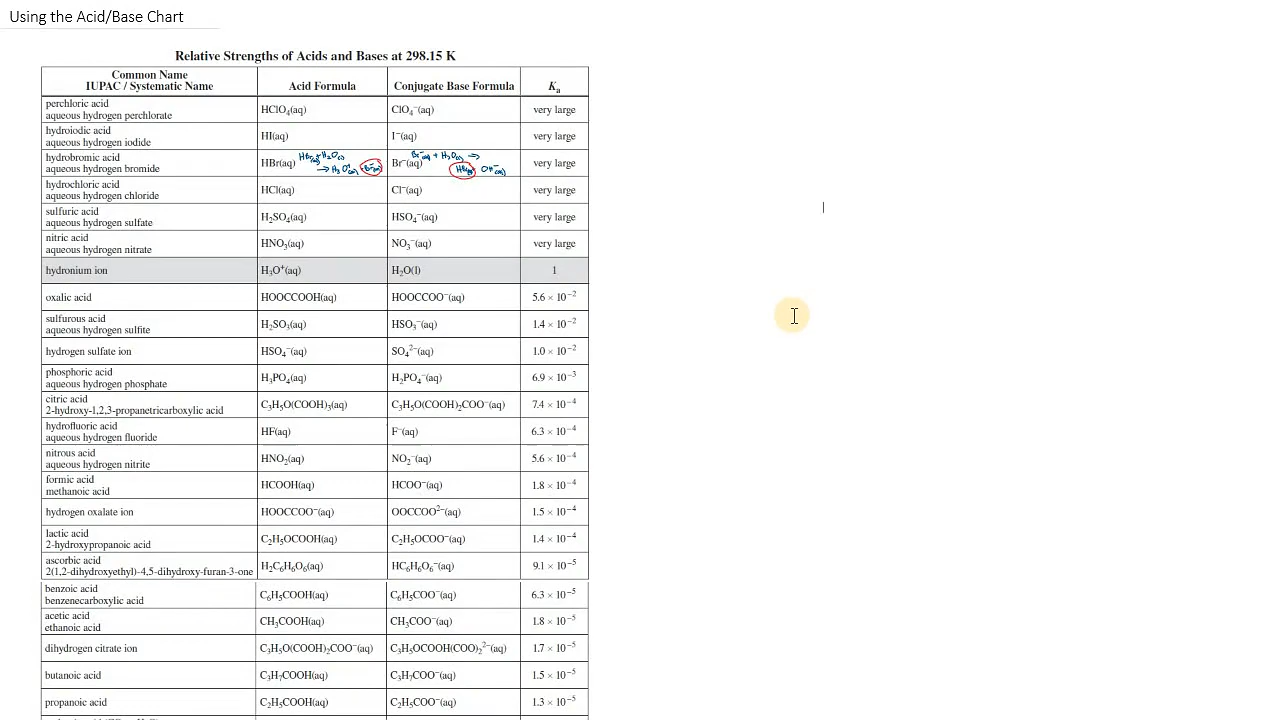 Using the Acid/Base Chart
Relative Strengths of Acids and Bases at 298.15 K
Common Name
IUPAC / Systematic Name Acid Formula Conjugate Base Formula Kₐ
perchloric acid
aqueous hydrogen perchlorate HClO₄(aq) ClO₄⁻(aq) very large
hydroiodic acid
aqueous hydrogen iodide HI(aq) I⁻(aq) very large
HBr(aq) + H₂O(l) Br⁻(aq) + H₂O(l) →
hydrobromic acid
aqueous hydrogen bromide HBr(aq) Br⁻(aq) very large
→ H₃O⁺(aq) Br⁻(aq) HBr(aq) OH⁻(aq)
hydrochloric acid
aqueous hydrogen chloride HCl(aq) Cl⁻(aq) very large
sulfuric acid
aqueous hydrogen sulfate H₂SO₄(aq) HSO₄⁻(aq) very large
nitric acid
aqueous hydrogen nitrate HNO₃(aq) NO₃⁻(aq) very large
hydronium ion H₃O⁺(aq) H₂O(l) 1
oxalic acid HOOCCOOH(aq) HOOCCOO⁻(aq) 5.6 × 10⁻²
sulfurous acid
aqueous hydrogen sulfite H₂SO₃(aq) HSO₃⁻(aq) 1.4 × 10⁻²
hydrogen sulfate ion HSO₄⁻(aq) SO₄²⁻(aq) 1.0 × 10⁻²
phosphoric acid
aqueous hydrogen phosphate H₃PO₄(aq) H₂PO₄⁻(aq) 6.9 × 10⁻³
citric acid
2-hydroxy-1,2,3-propanetricarboxylic acid C₃H₅O(COOH)₃(aq) C₃H₅O(COOH)₂COO⁻(aq) 7.4 × 10⁻⁴
hydrofluoric acid
aqueous hydrogen fluoride HF(aq) F⁻(aq) 6.3 × 10⁻⁴
nitrous acid
aqueous hydrogen nitrite HNO₂(aq) NO₂⁻(aq) 5.6 × 10⁻⁴
formic acid
methanoic acid HCOOH(aq) HCOO⁻(aq) 1.8 × 10⁻⁴
hydrogen oxalate ion HOOCCOO⁻(aq) OOCCOO²⁻(aq) 1.5 × 10⁻⁴
lactic acid
2-hydroxypropanoic acid C₂H₅OCOOH(aq) C₂H₅OCOO⁻(aq) 1.4 × 10⁻⁴
ascorbic acid
2(1,2-dihydroxyethyl)-4,5-dihydroxy-furan-3-one H₂C₆H₆O₆(aq) HC₆H₆O₆⁻(aq) 9.1 × 10⁻⁵
benzoic acid
benzenecarboxylic acid C₆H₅COOH(aq) C₆H₅COO⁻(aq) 6.3 × 10⁻⁵
acetic acid
ethanoic acid CH₃COOH(aq) CH₃COO⁻(aq) 1.8 × 10⁻⁵
dihydrogen citrate ion C₃H₅O(COOH)₂COO⁻(aq) C₃H₅OCOOH(COO)₂²⁻(aq) 1.7 × 10⁻⁵
butanoic acid C₃H₇COOH(aq) C₃H₇COO⁻(aq) 1.5 × 10⁻⁵
propanoic acid C₂H₅COOH(aq) C₂H₅COO⁻(aq) 1.3 × 10⁻⁵